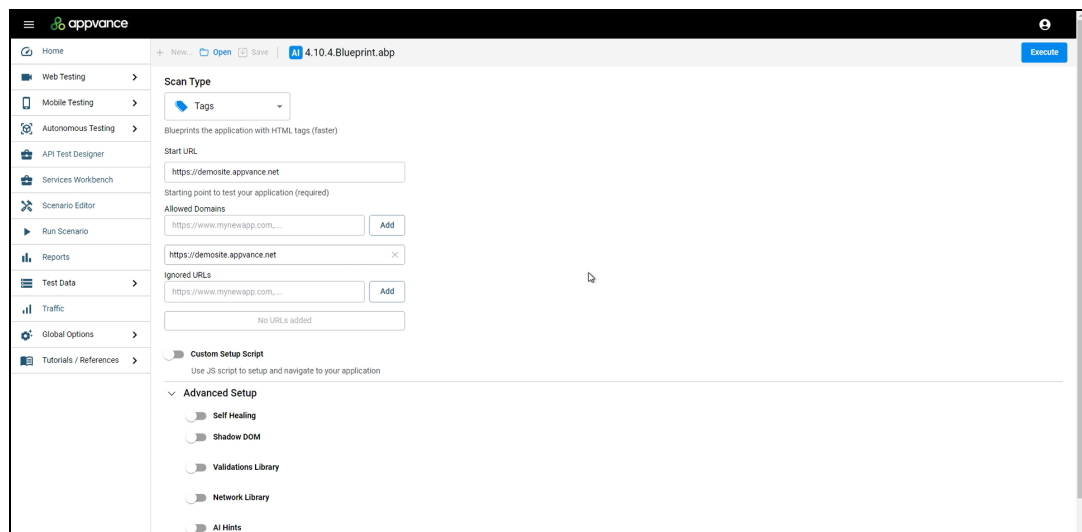 appvance
Home
+ New... Open Save AI 4.10.4.Blueprint.abp Execute
Web Testing
Mobile Testing
Autonomous Testing
API Test Designer
Services Workbench
Scenario Editor
Run Scenario
Reports
Test Data
Traffic
Global Options
Tutorials / References
Scan Type
Tags
Blueprints the application with HTML tags (faster)
Start URL
https://demosite.appvance.net
Starting point to test your application (required)
Allowed Domains
https://www.mynewapp.com,... Add
https://demosite.appvance.net
Ignored URLs
https://www.mynewapp.com,... Add
No URLs added
Custom Setup Script
Use JS script to setup and navigate to your application
Advanced Setup
Self Healing
Shadow DOM
Validations Library
Network Library
AI Hints